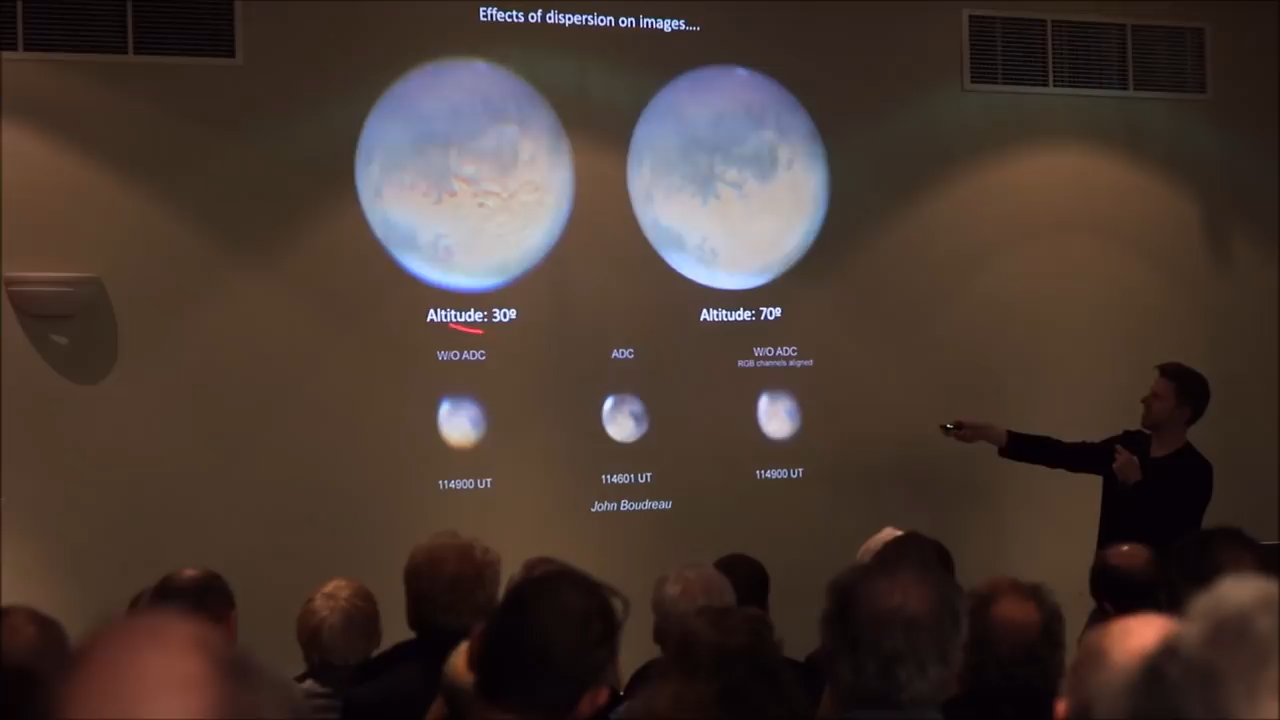 Effects of dispersion on images....
Altitude: 30º
Altitude: 70º
W/O ADC
ADC
W/O ADC
RGB channels aligned
114900 UT
114601 UT
114900 UT
John Boudreau